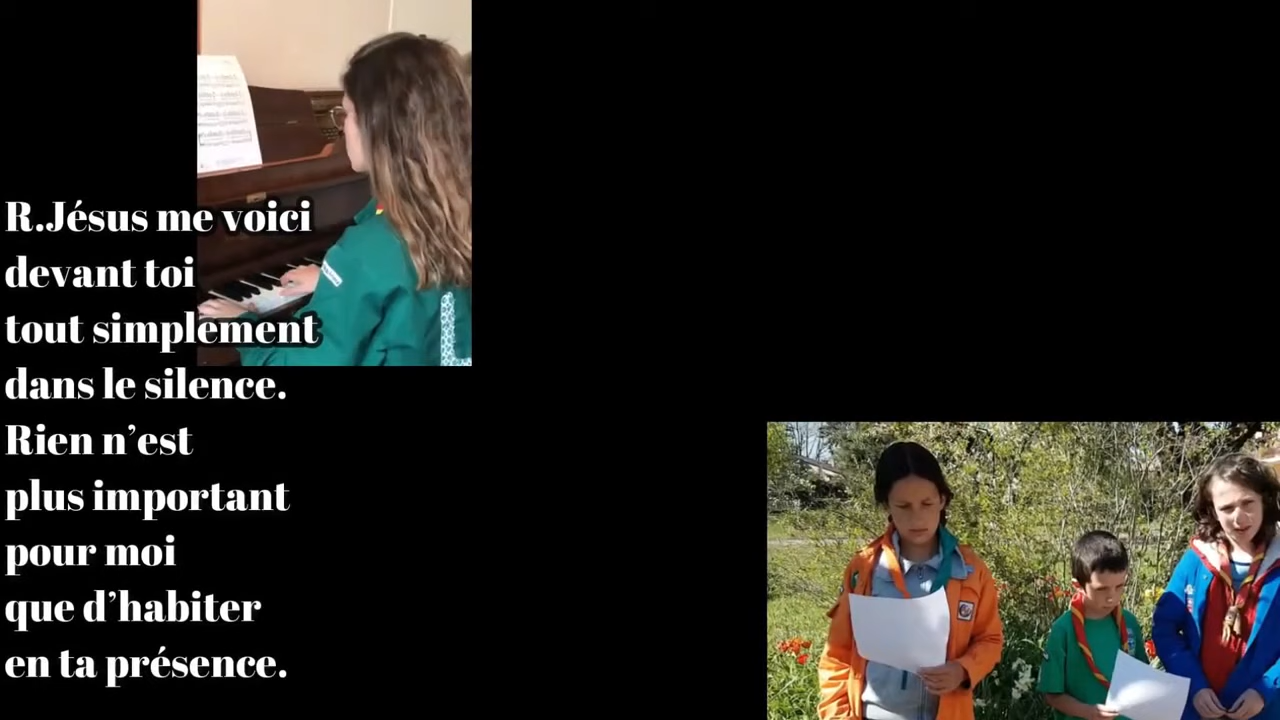 R.Jésus me voici
devant toi
tout simplement
dans le silence.
Rien n’est
plus important
pour moi
que d’habiter
en ta présence.